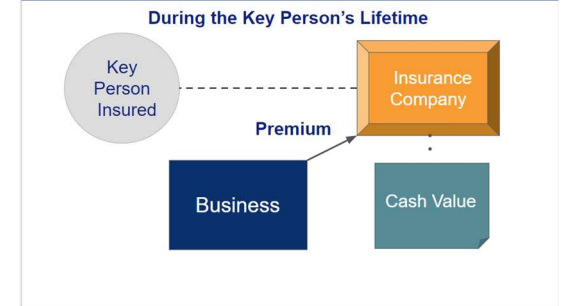 During the Key Person's Lifetime
Key
Person
Insured
Insurance
Company
Premium
Business
Cash Value